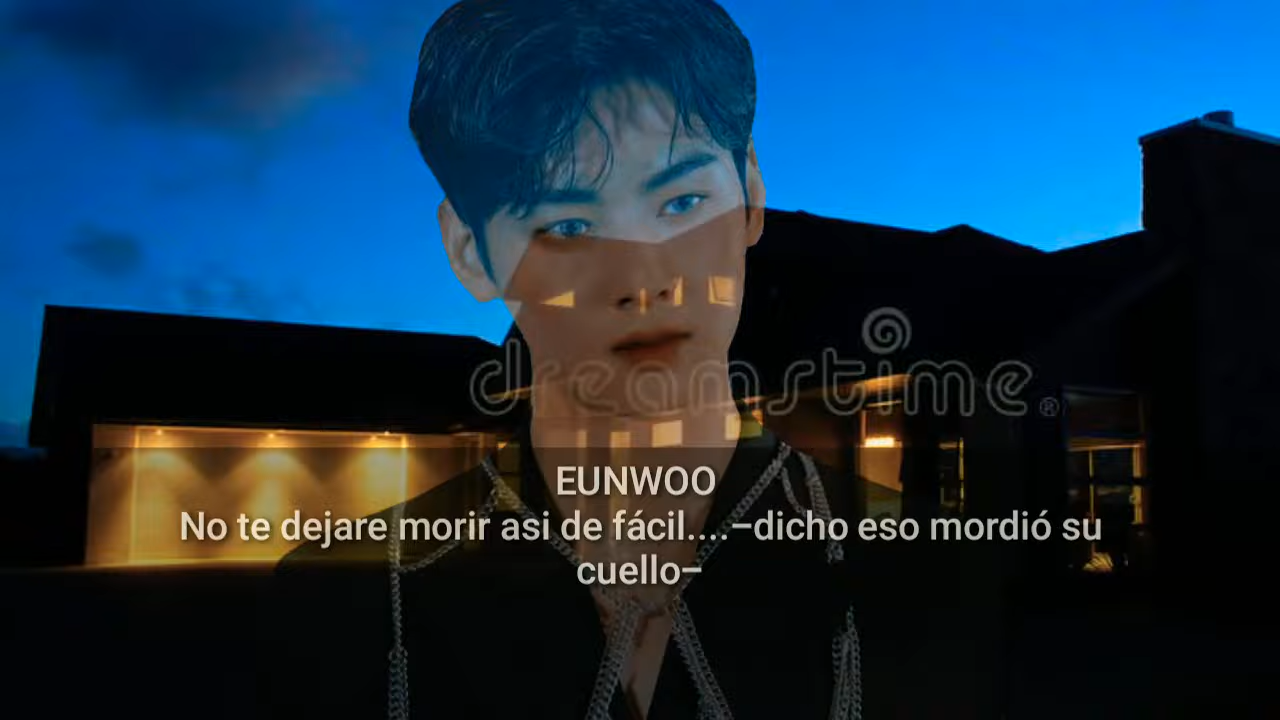 dreamstime
®
EUNWOO
No te dejare morir asi de fácil....–dicho eso mordió su
cuello–